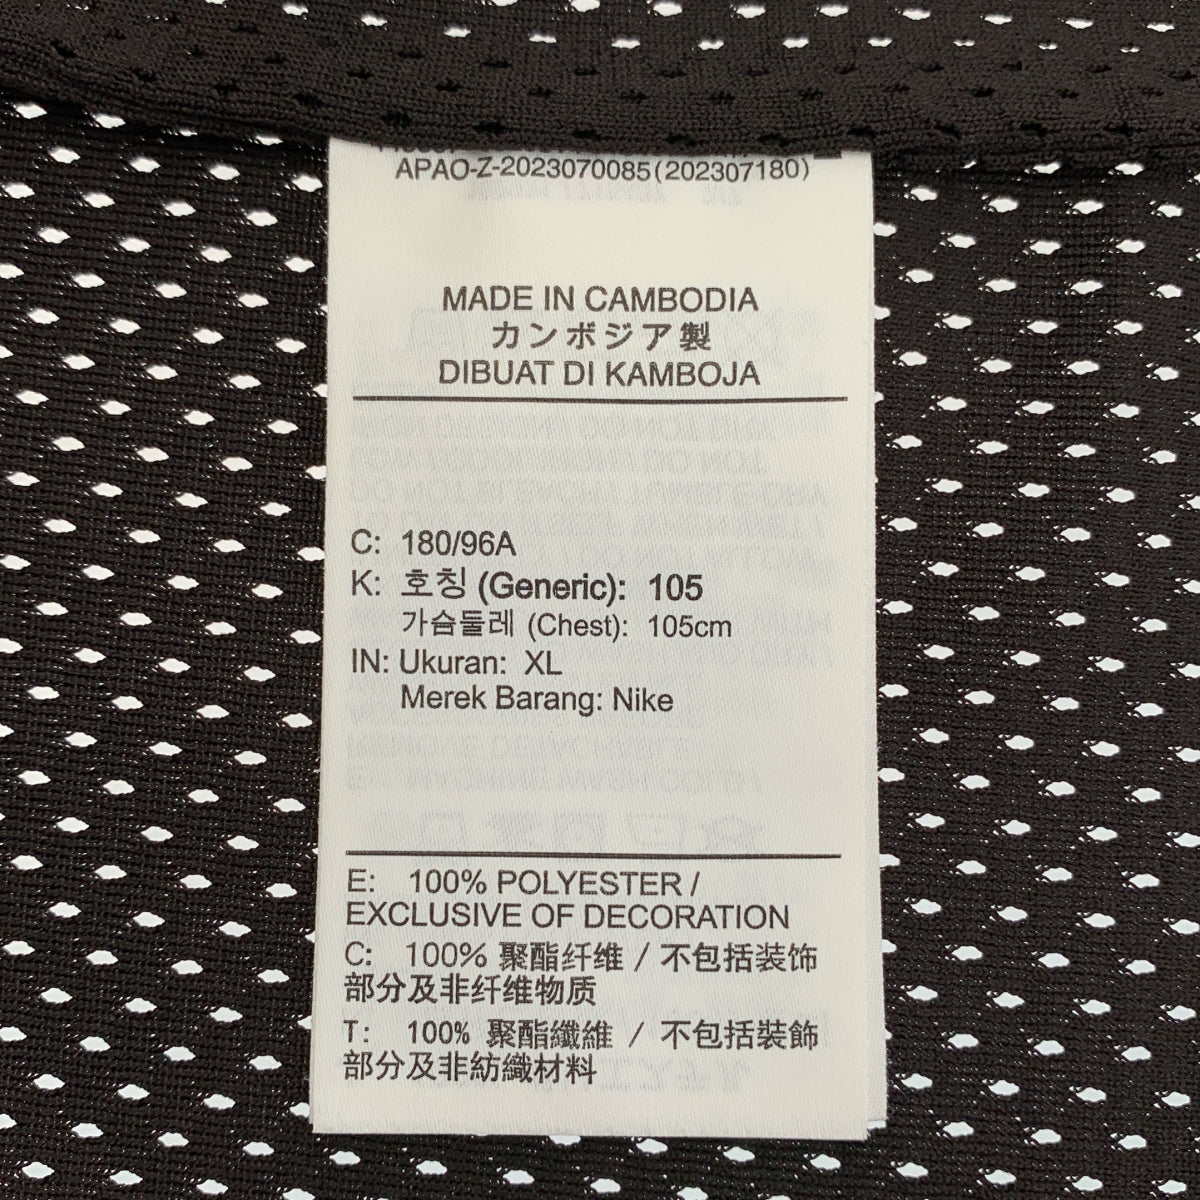 APAO-Z-2023070085(202307180)
MADE IN CAMBODIA
カンボジア製
DIBUAT DI KAMBOJA
C: 180/96A
K: 호칭 (Generic): 105
가슴둘레 (Chest): 105cm
IN: Ukuran: XL
Merek Barang: Nike
E: 100% POLYESTER /
EXCLUSIVE OF DECORATION
C: 100% 聚酯纤维 / 不包括装饰
部分及非纤维物质
T: 100% 聚酯纖維 / 不包括裝飾
部分及非紡織材料